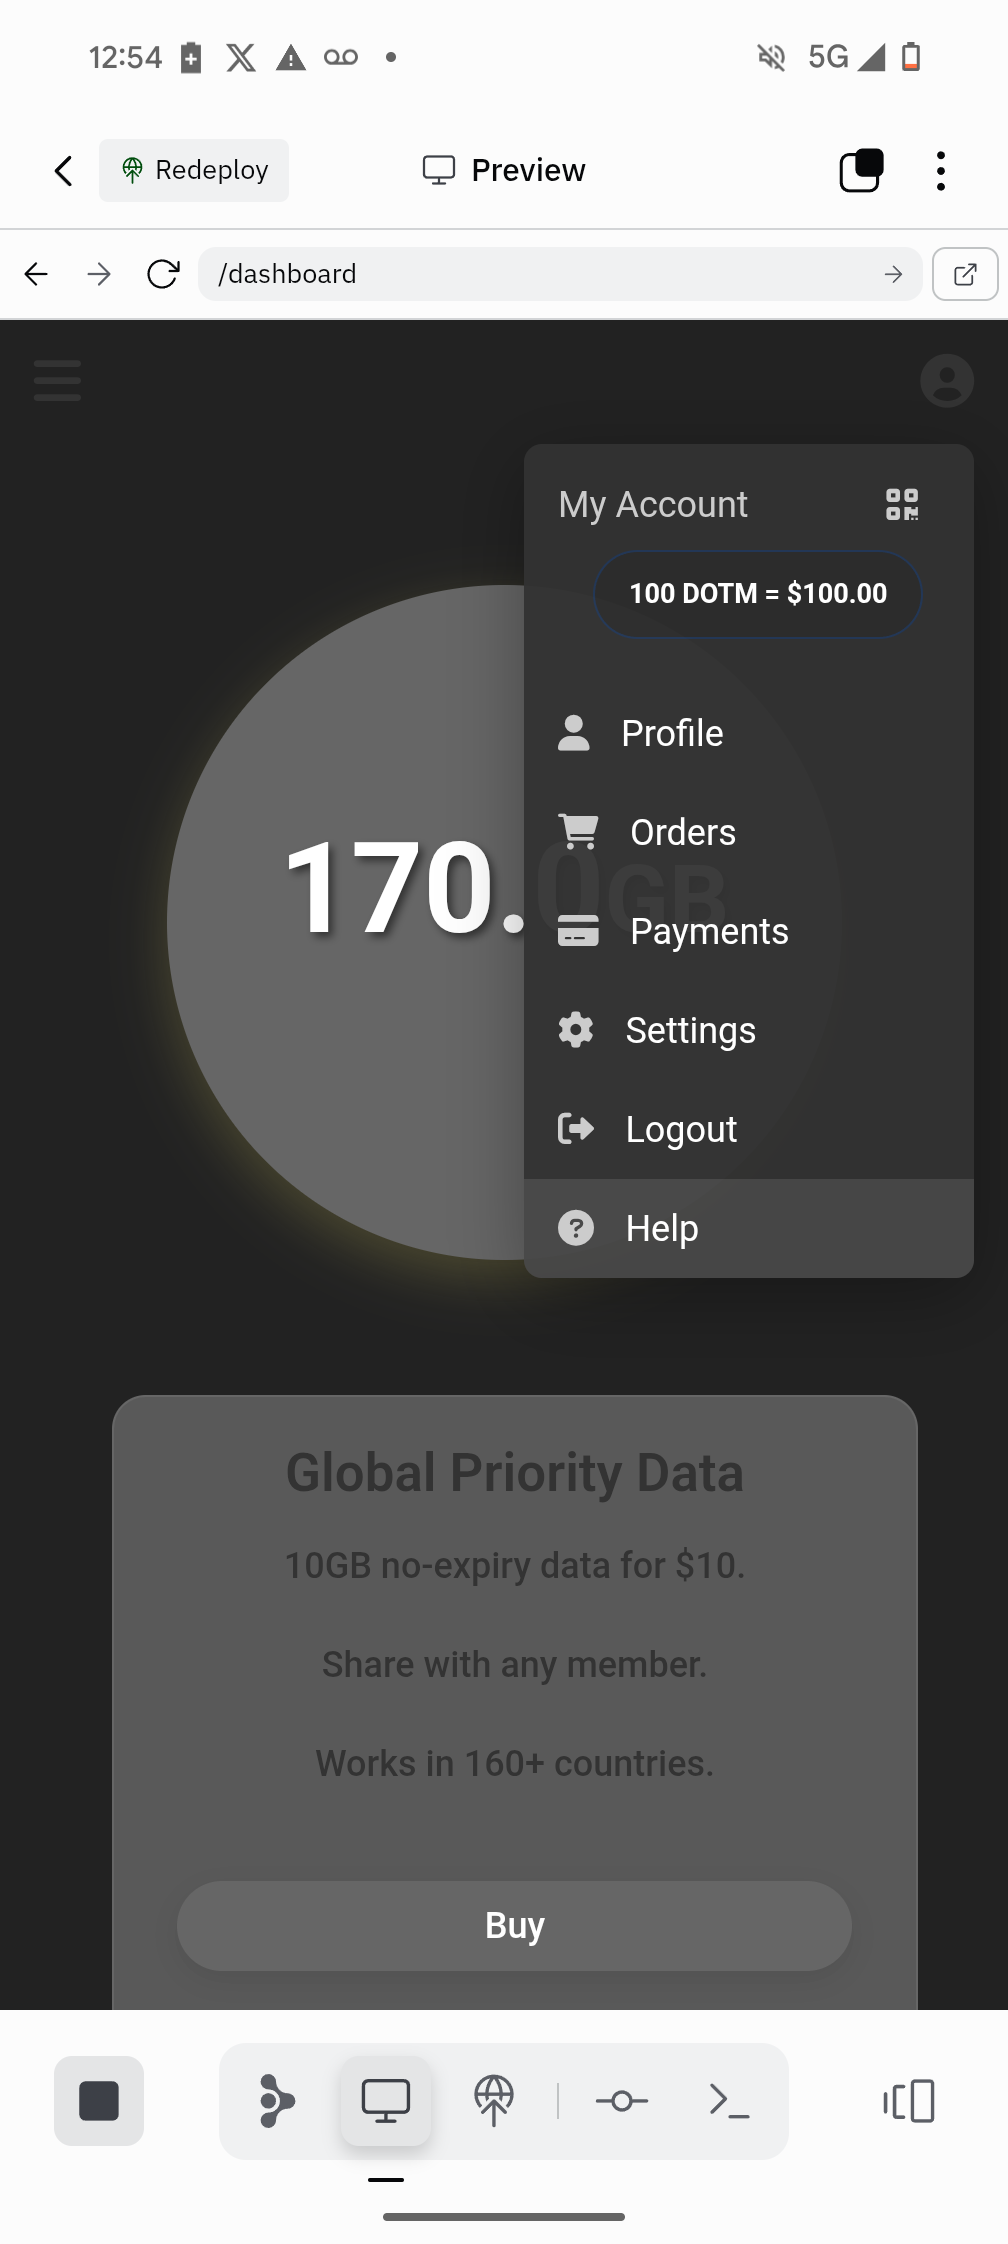 12:54
5G
Redeploy
Preview
/dashboard
My Account
100 DOTM = $100.00
Profile
Orders
170.0GB
Payments
Settings
Logout
Help
Global Priority Data
10GB no-expiry data for $10.
Share with any member.
Works in 160+ countries.
Buy